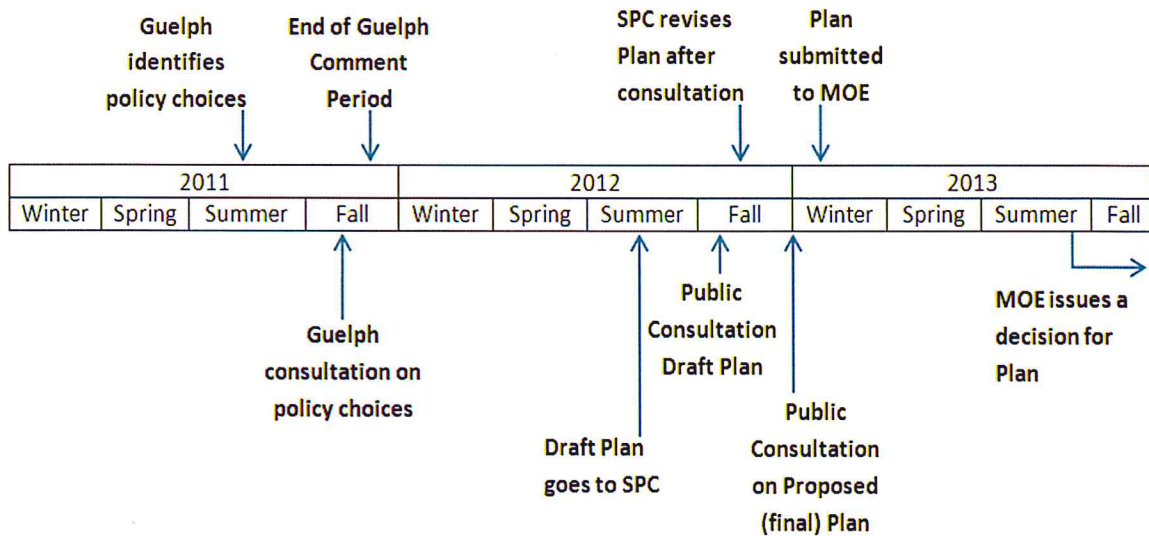 Guelph
identifies
policy choices
End of Guelph
Comment
Period
SPC revises
Plan after
consultation
Plan
submitted
to MOE
2011 2012 2013
Winter Spring Summer Fall Winter Spring Summer Fall Winter Spring Summer Fall
Guelph
consultation on
policy choices
Draft Plan
goes to SPC
Public
Consultation
Draft Plan
Public
Consultation
on Proposed
(final) Plan
MOE issues a
decision for
Plan